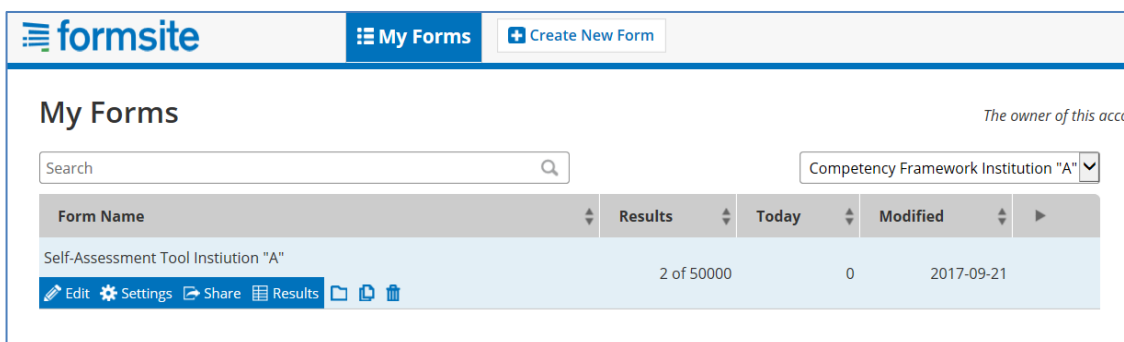 formsite My Forms Create New Form
My Forms
The owner of this acco
Search Competency Framework Institution "A"
Form Name Results Today Modified
Self-Assessment Tool Instiution "A"
2 of 50000 0 2017-09-21
Edit Settings Share Results